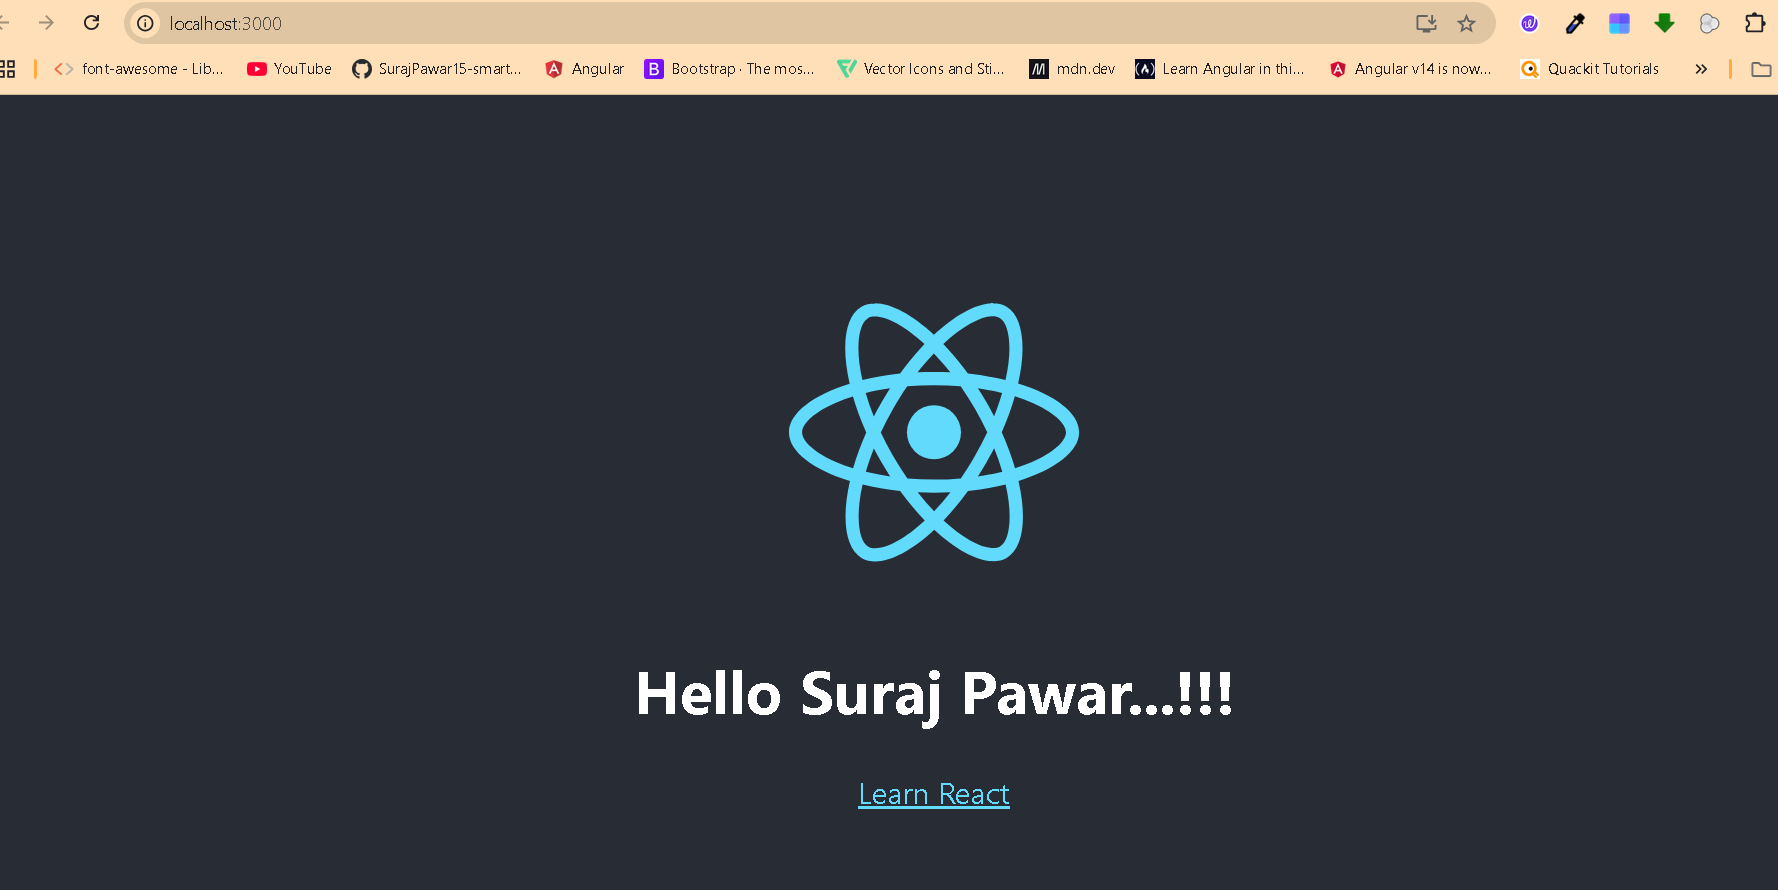 localhost:3000
font-awesome - Lib... YouTube SurajPawar15-smart... Angular Bootstrap · The mos... Vector Icons and Sti... mdn.dev Learn Angular in thi... Angular v14 is now... Quackit Tutorials
Hello Suraj Pawar...!!!
Learn React